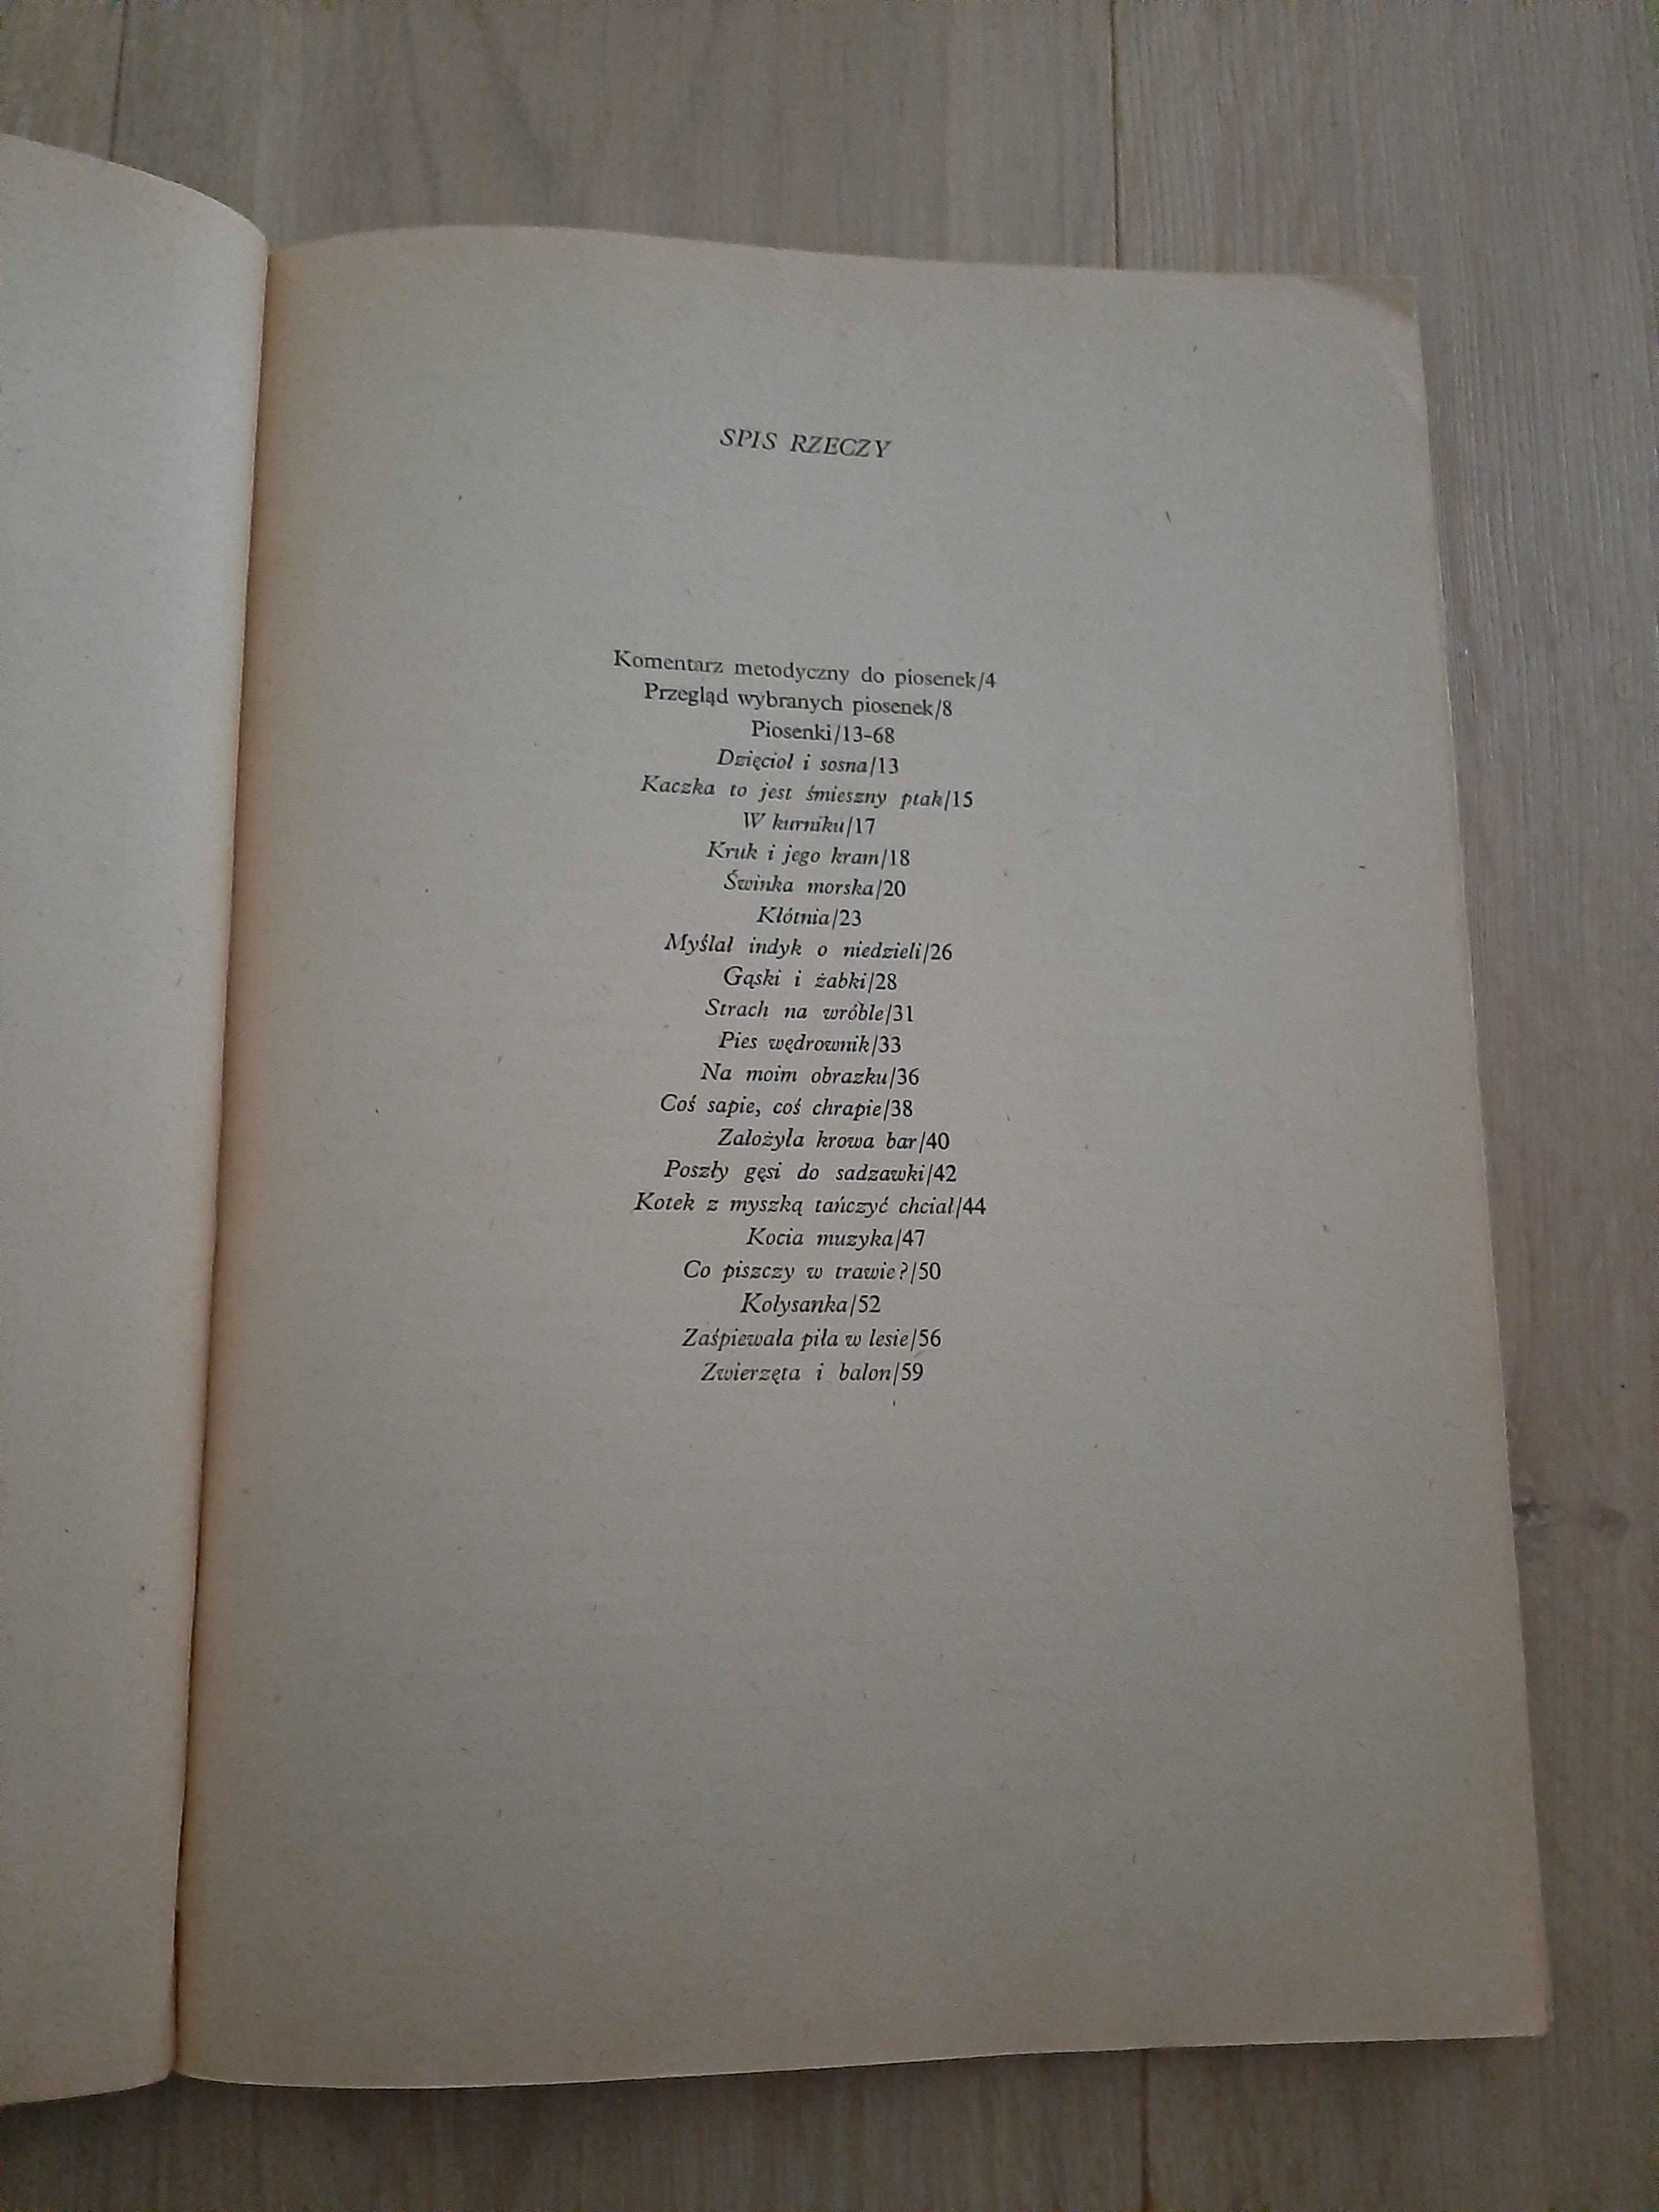 SPIS RZECZY
Komentarz metodyczny do piosenek/4
Przegląd wybranych piosenek/8
Piosenki/13-68
Dzięcioł i sosna/13
Kaczka to jest śmieszny ptak/15
W kurniku/17
Kruk i jego kram/18
Świnka morska/20
Kłótnia/23
Myślał indyk o niedzieli/26
Gąski i żabki/28
Strach na wróble/31
Pies wędrownik/33
Na moim obrazku/36
Coś sapie, coś chrapie/38
Założyła krowa bar/40
Poszły gęsi do sadzawki/42
Kotek z myszką tańczyć chciał/44
Kocia muzyka/47
Co piszczy w trawie?/50
Kołysanka/52
Zaśpiewała piła w lesie/56
Zwierzęta i balon/59